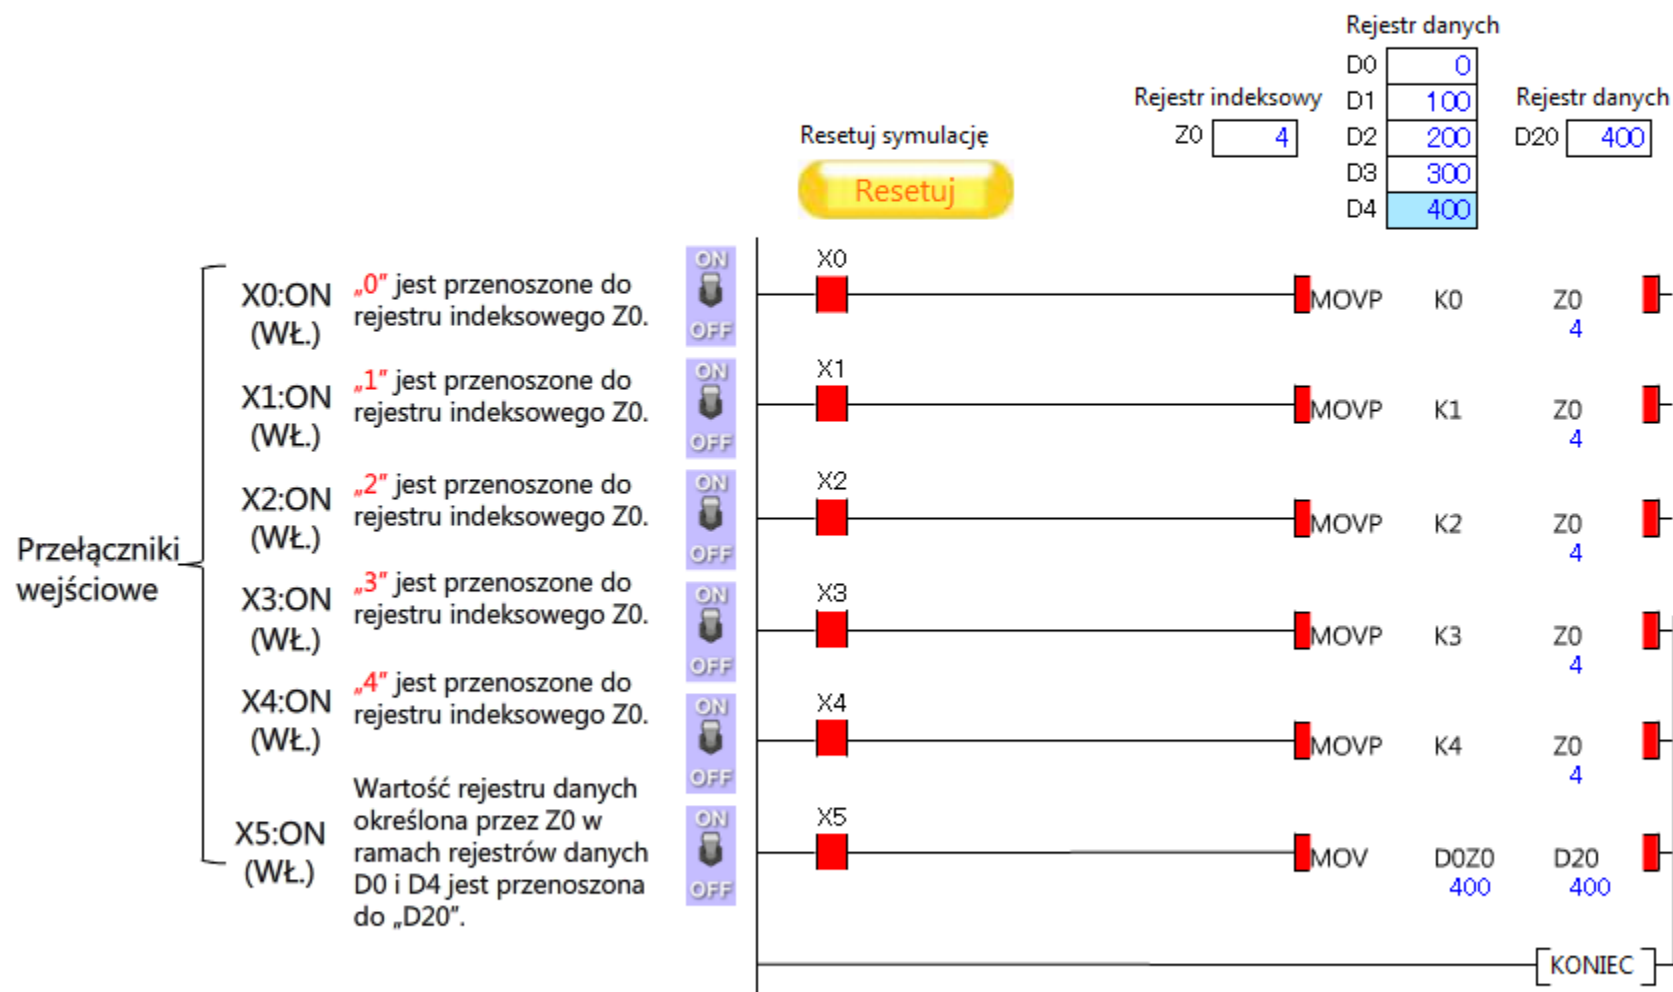 Rejestr danych
D0 0
Rejestr indeksowy D1 100 Rejestr danych
Resetuj symulację Z0 4 D2 200 D20 400
D3 300
Resetuj
D4 400
X0:ON
(WŁ.)
„0" jest przenoszone do
rejestru indeksowego Z0.
ON
OFF
X0
MOVP K0 Z0
4
X1:ON
(WŁ.)
„1" jest przenoszone do
rejestru indeksowego Z0.
ON
OFF
X1
MOVP K1 Z0
4
X2:ON
(WŁ.)
„2" jest przenoszone do
rejestru indeksowego Z0.
ON
OFF
X2
MOVP K2 Z0
4
Przełączniki
wejściowe
X3:ON
(WŁ.)
„3" jest przenoszone do
rejestru indeksowego Z0.
ON
OFF
X3
MOVP K3 Z0
4
X4:ON
(WŁ.)
„4" jest przenoszone do
rejestru indeksowego Z0.
ON
OFF
X4
MOVP K4 Z0
4
X5:ON
(WŁ.)
Wartość rejestru danych
określona przez Z0 w
ramach rejestrów danych
D0 i D4 jest przenoszona
do „D20".
ON
OFF
X5
MOV D0Z0 D20
400 400
KONIEC